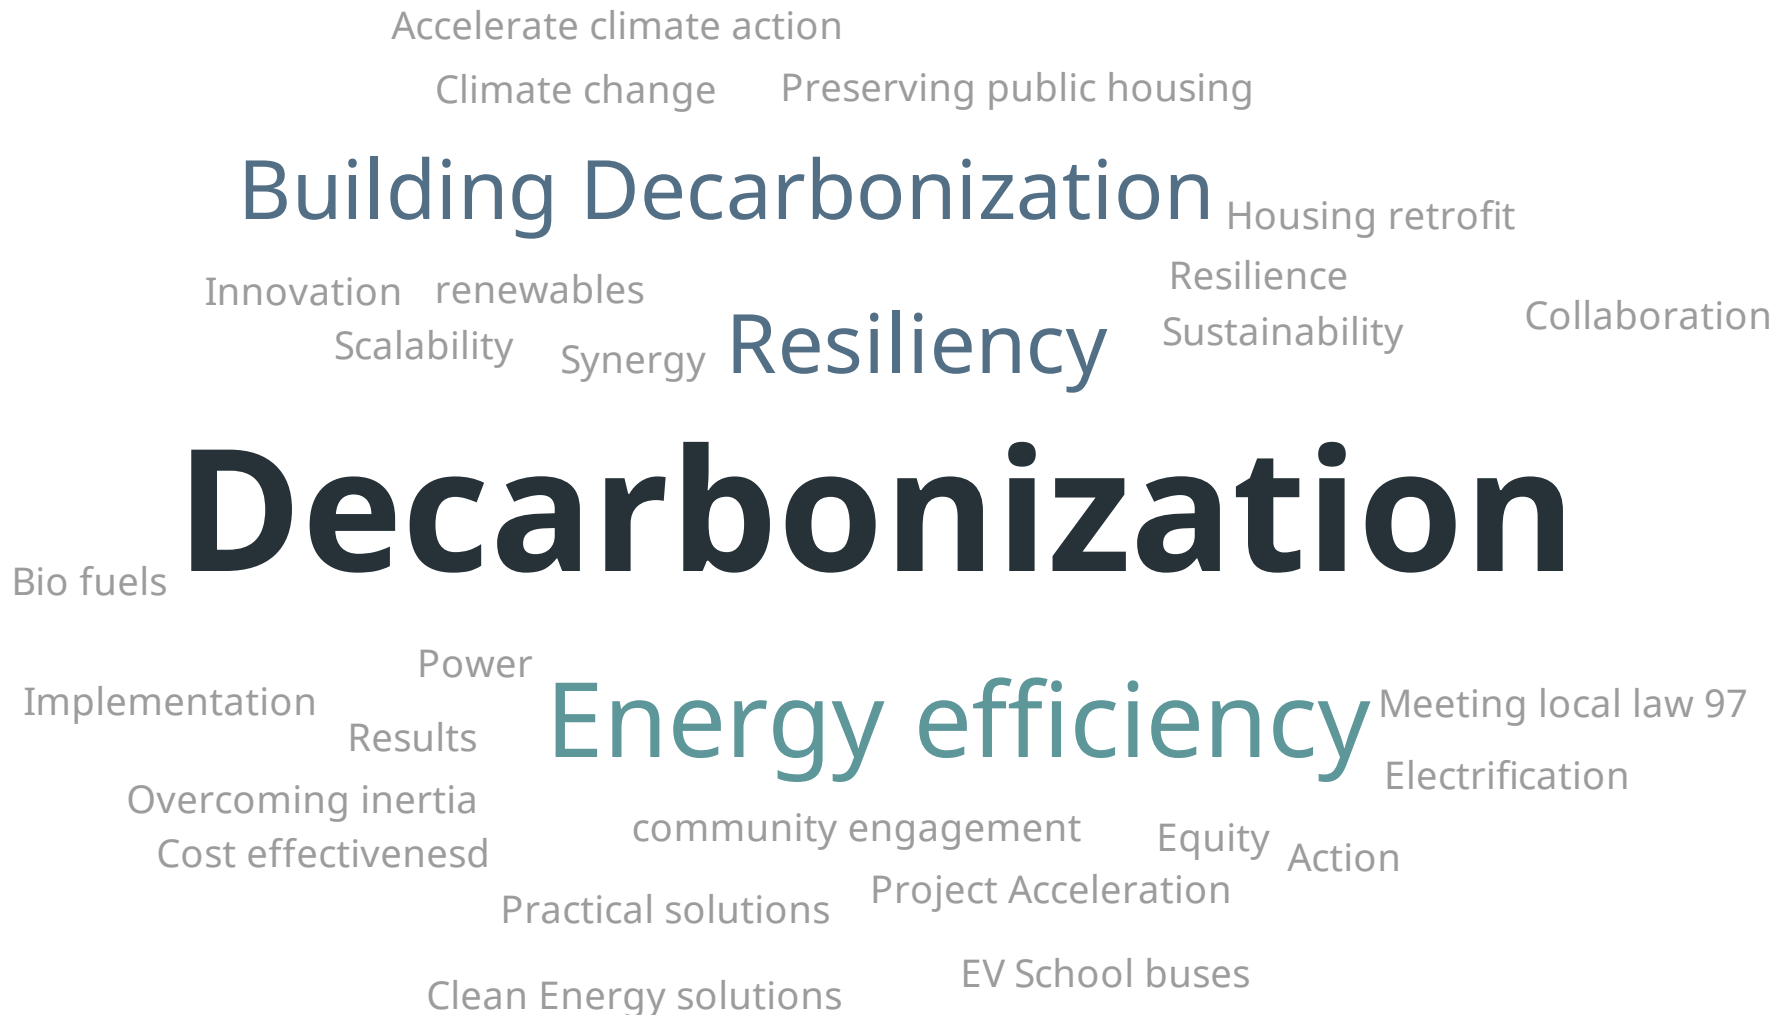 Accelerate climate action
Climate change
Preserving public housing
Building Decarbonization
Housing retrofit
Innovation
renewables
Resilience
Scalability
Synergy
Resiliency
Sustainability
Collaboration
Decarbonization
Bio fuels
Power
Implementation
Results
Energy efficiency
Meeting local law 97
Electrification
Overcoming inertia
Cost effectivenesd
community engagement
Equity
Action
Practical solutions
Project Acceleration
Clean Energy solutions
EV School buses